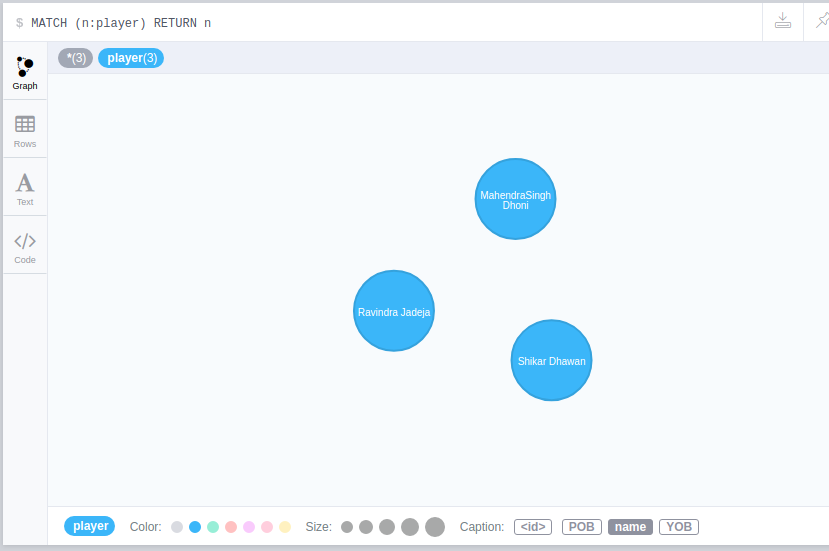 $ MATCH (n:player) RETURN n
*(3) player(3)
Graph
Rows
A
Text
</>
Code
MahendraSingh
Dhoni
Ravindra Jadeja
Shikar Dhawan
player Color: Size: Caption: <id> POB name YOB